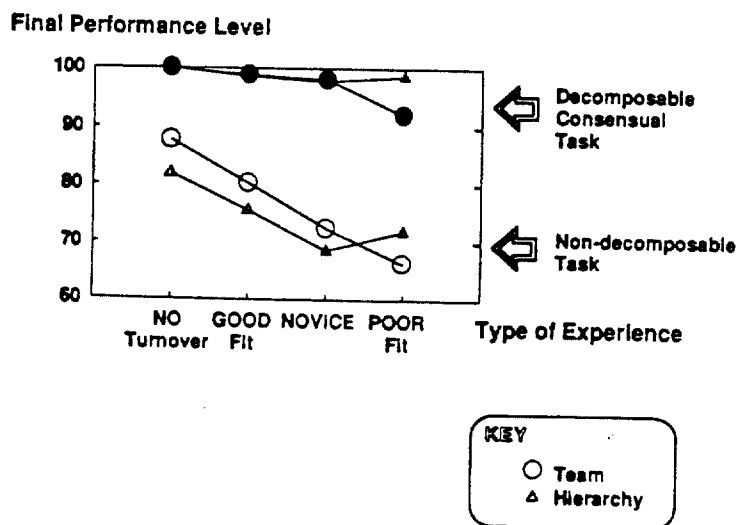 Final Performance Level
100
90
80
70
60
NO
Turnover
GOOD
Fit
NOVICE
POOR
Fit
Type of Experience
Decomposable
Consensual
Task
Non-decomposable
Task
KEY
Team
Hierarchy